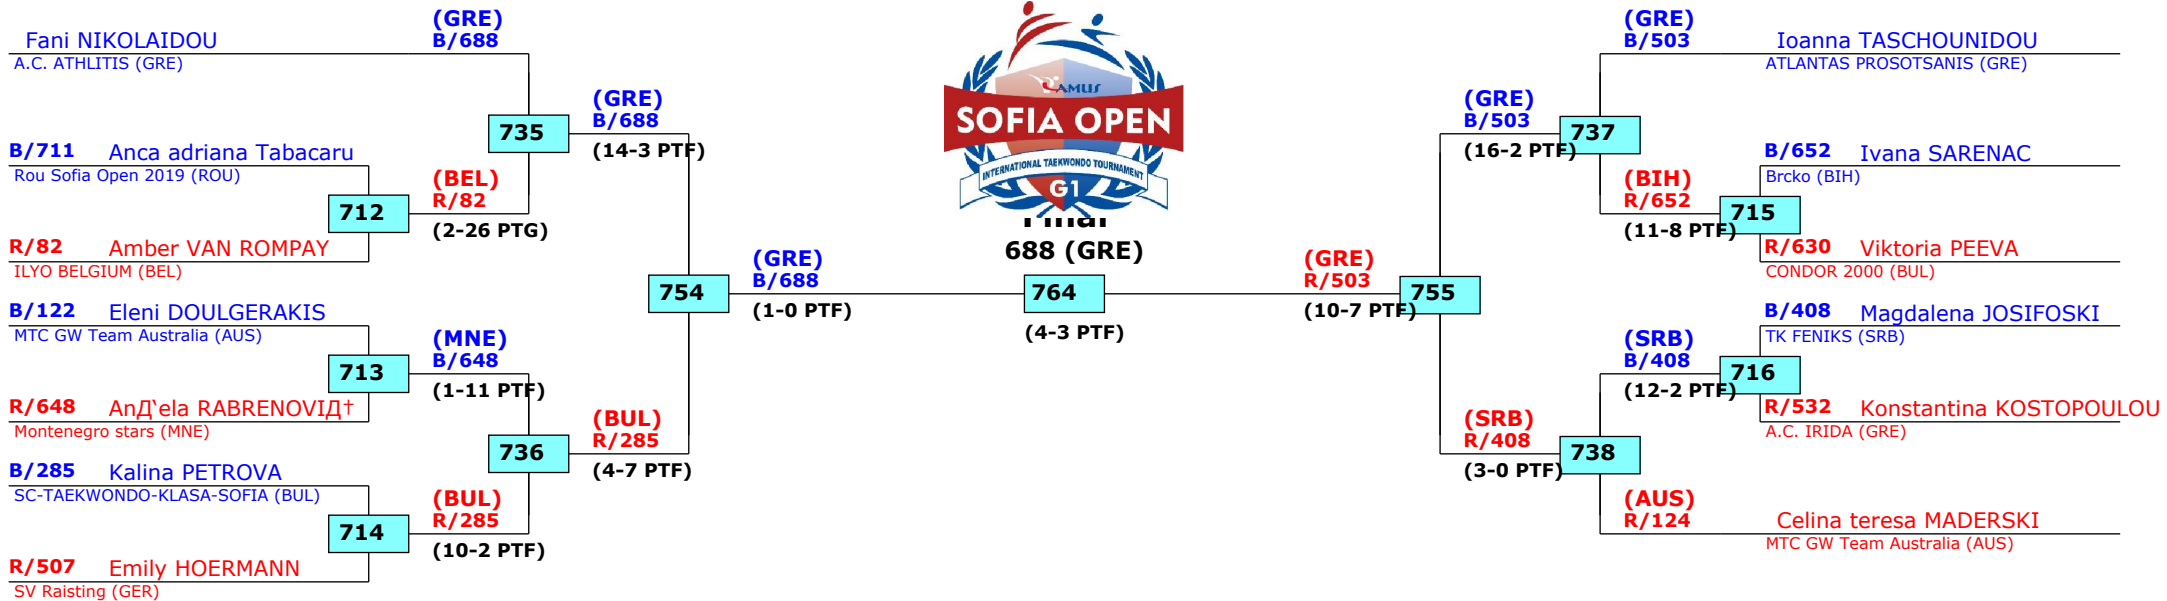 Fani NIKOLAIDOU
A.C. ATHLITIS (GRE)
(GRE)
B/688
B/711 Anca adriana Tabacaru
Rou Sofia Open 2019 (ROU)
712
R/82 Amber VAN ROMPAY
ILYO BELGIUM (BEL)
(BEL)
R/82
(2-26 PTG)
735
(GRE)
B/688
(14-3 PTF)
B/122 Eleni DOULGERAKIS
MTC GW Team Australia (AUS)
713
R/648 AnД‘ela RABRENOVIД†
Montenegro stars (MNE)
(MNE)
B/648
(1-11 PTF)
B/285 Kalina PETROVA
SC-TAEKWONDO-KLASA-SOFIA (BUL)
714
R/507 Emily HOERMANN
SV Raisting (GER)
(BUL)
R/285
(10-2 PTF)
736
(BUL)
R/285
(4-7 PTF)
754
(GRE)
B/688
(1-0 PTF)
RAMUS
SOFIA OPEN
INTERNATIONAL TAEKWONDO TOURNAMENT
G1
Final
688 (GRE)
764
(4-3 PTF)
(GRE)
R/503
(10-7 PTF)
755
(GRE)
B/503
(16-2 PTF)
737
(GRE)
B/503
Ioanna TASCHOUNIDOU
ATLANTAS PROSOTSANIS (GRE)
(BIH)
R/652
(11-8 PTF)
715
B/652 Ivana SARENAC
Brcko (BIH)
R/630 Viktoria PEEVA
CONDOR 2000 (BUL)
(SRB)
R/408
(3-0 PTF)
738
(SRB)
B/408
(12-2 PTF)
716
B/408 Magdalena JOSIFOSKI
TK FENIKS (SRB)
R/532 Konstantina KOSTOPOULOU
A.C. IRIDA (GRE)
(AUS)
R/124
Celina teresa MADERSKI
MTC GW Team Australia (AUS)